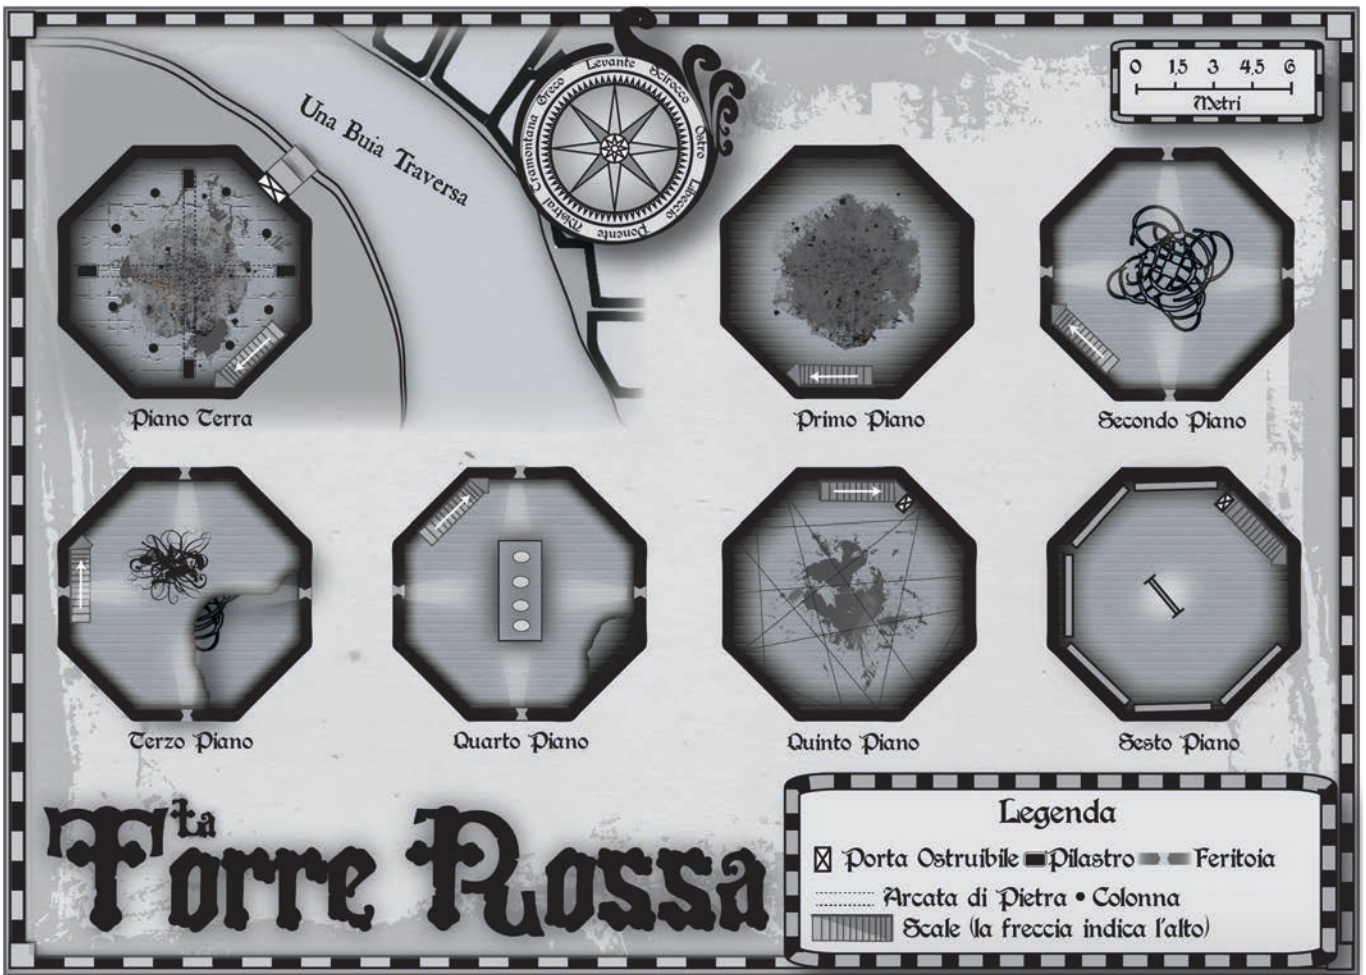 Una Buia Traversa
Greco Levante Scirocco Ostro Libeccio Ponente Mistral Tramontana
0 1.5 3 4.5 6
Metri
Piano Terra
Primo Piano
Secondo Piano
Terzo Piano
Quarto Piano
Quinto Piano
Sesto Piano
La
Torre Rossa
Legenda
Porta Ostruibile Pilastro Feritoia
Arcata di Pietra • Colonna
Scale (la freccia indica l'alto)